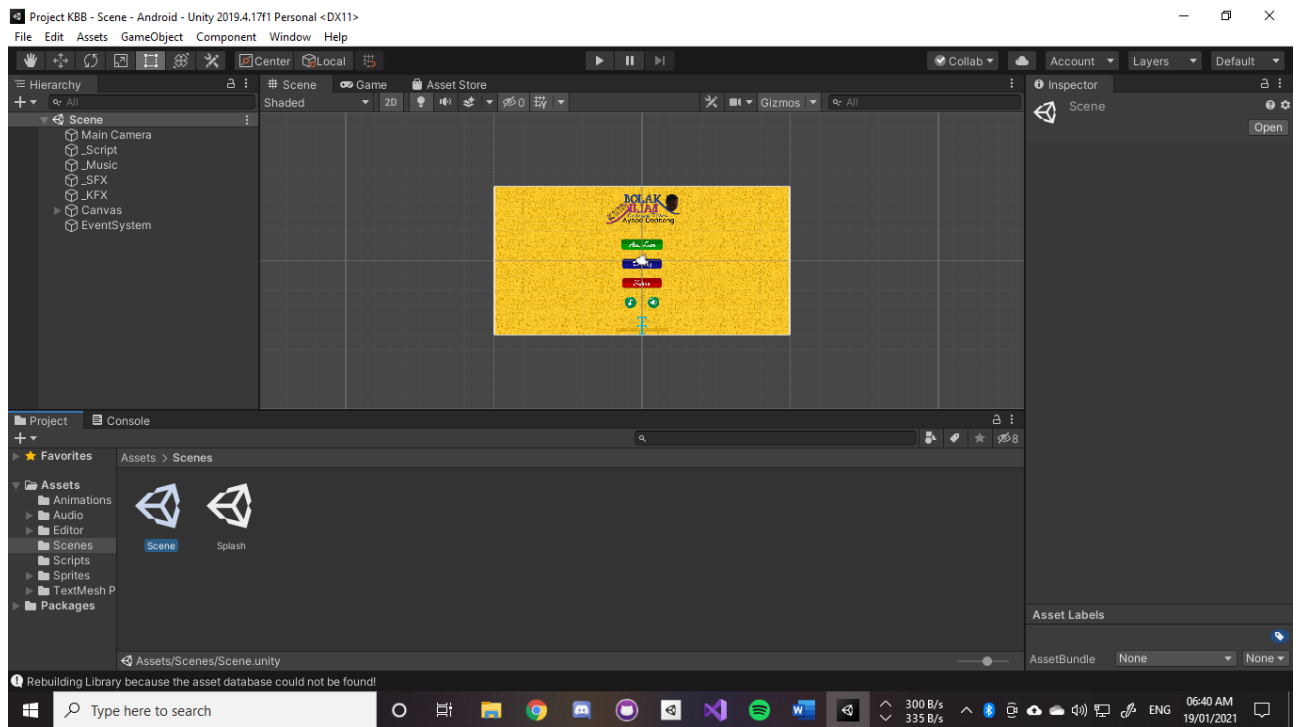 Project KBB - Scene - Android - Unity 2019.4.17f1 Personal <DX11>
File Edit Assets GameObject Component Window Help
Center Local Collab Account Layers Default
Hierarchy
All
Scene
Main Camera
_Script
_Music
_SFX
_KFX
Canvas
EventSystem
Scene Game Asset Store
Shaded 2D 0 Gizmos All
BOLAK
Inspector
Scene
Open
Project Console
8
Favorites
Assets
Animations
Audio
Editor
Scenes
Scripts
Sprites
TextMesh P
Packages
Assets > Scenes
Scene Splash
Assets/Scenes/Scene.unity
Asset Labels
AssetBundle None None
Rebuilding Library because the asset database could not be found!
Type here to search
300 B/s
335 B/s
ENG
06:40 AM
19/01/2021